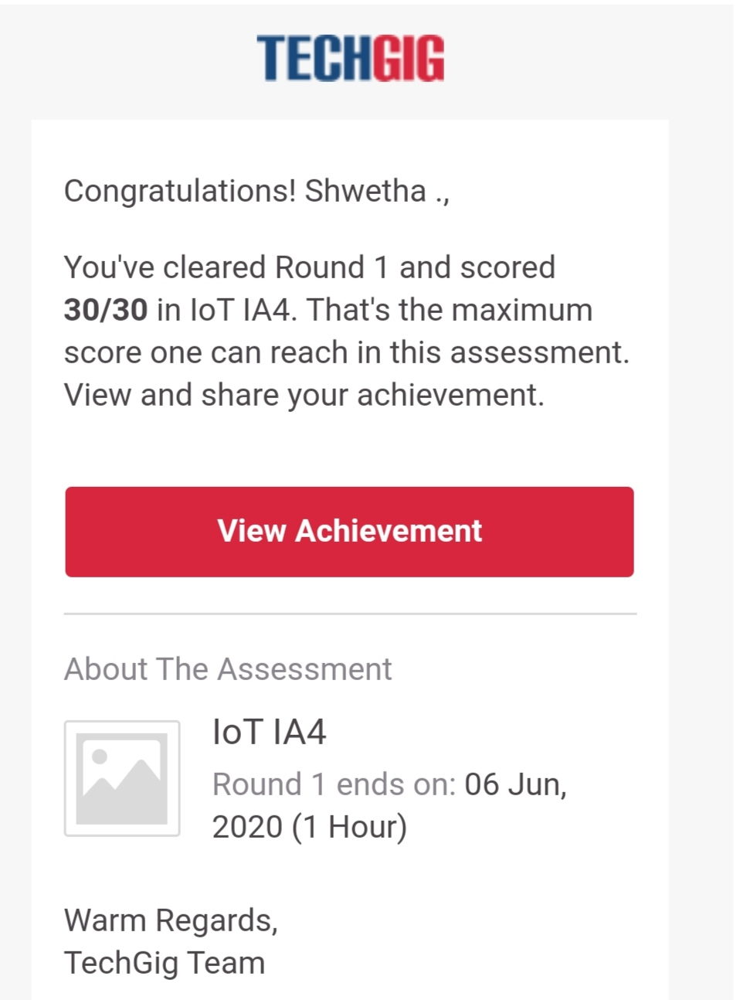 TECHGIG
Congratulations! Shwetha .,
You've cleared Round 1 and scored
30/30 in IoT IA4. That's the maximum
score one can reach in this assessment.
View and share your achievement.
View Achievement
About The Assessment
IoT IA4
Round 1 ends on: 06 Jun,
2020 (1 Hour)
Warm Regards,
TechGig Team